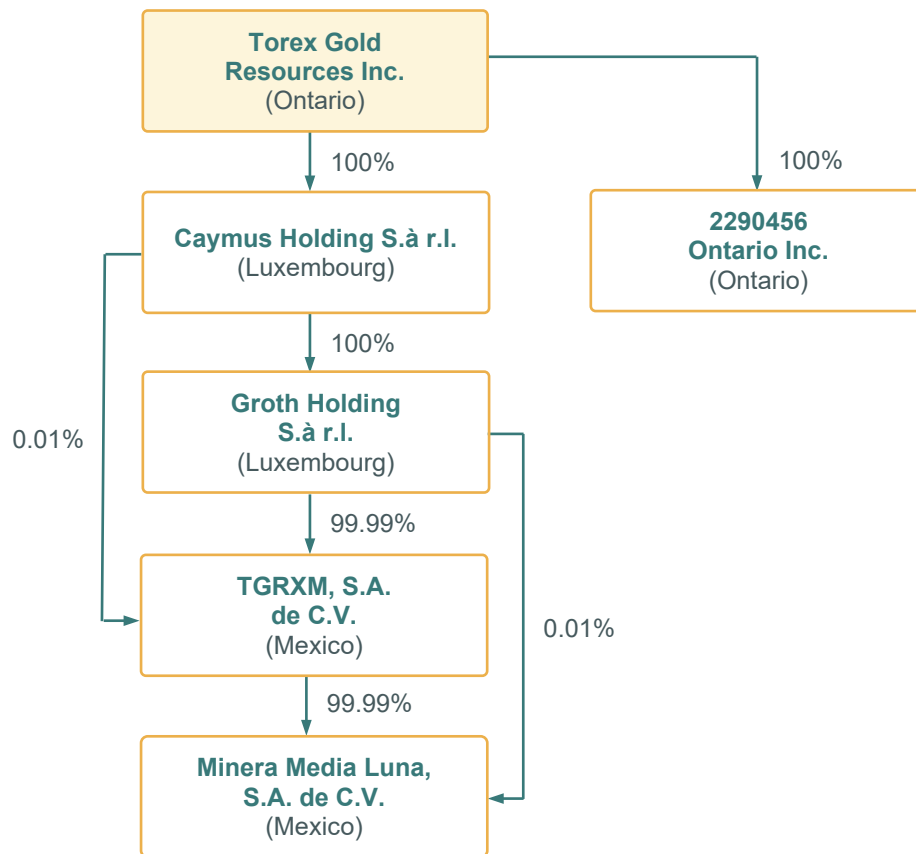 Torex Gold
Resources Inc.
(Ontario)
100%
100%
Caymus Holding S.à r.l.
(Luxembourg)
2290456
Ontario Inc.
(Ontario)
100%
Groth Holding
S.à r.l.
(Luxembourg)
0.01%
99.99%
TGRXM, S.A.
de C.V.
(Mexico)
0.01%
99.99%
Minera Media Luna,
S.A. de C.V.
(Mexico)